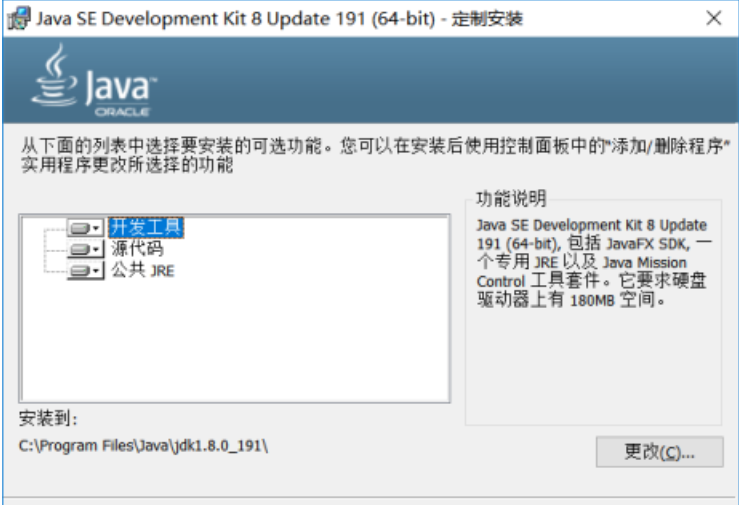 Java SE Development Kit 8 Update 191 (64-bit) - 定制安装
Java™
ORACLE
从下面的列表中选择要安装的可选功能。您可以在安装后使用控制面板中的"添加/删除程序"
实用程序更改所选择的功能
开发工具
源代码
公共 JRE
功能说明
Java SE Development Kit 8 Update
191 (64-bit), 包括 JavaFX SDK, 一
个专用 JRE 以及 Java Mission
Control 工具套件。它要求硬盘
驱动器上有 180MB 空间。
安装到:
C:\Program Files\Java\jdk1.8.0_191\
更改(C)...